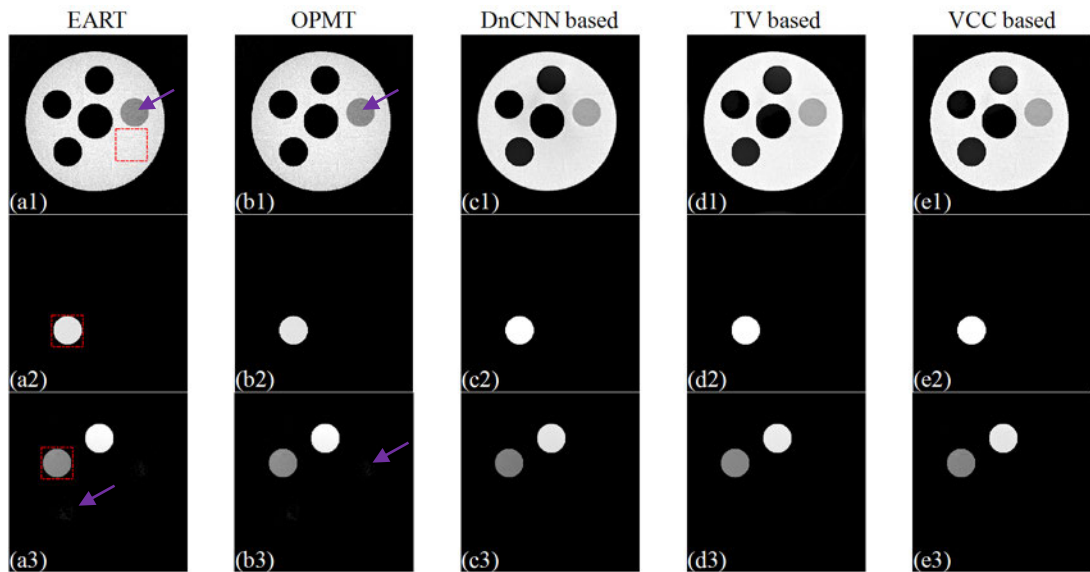 EART OPMT DnCNN based TV based VCC based
(a1) (b1) (c1) (d1) (e1)
(a2) (b2) (c2) (d2) (e2)
(a3) (b3) (c3) (d3) (e3)